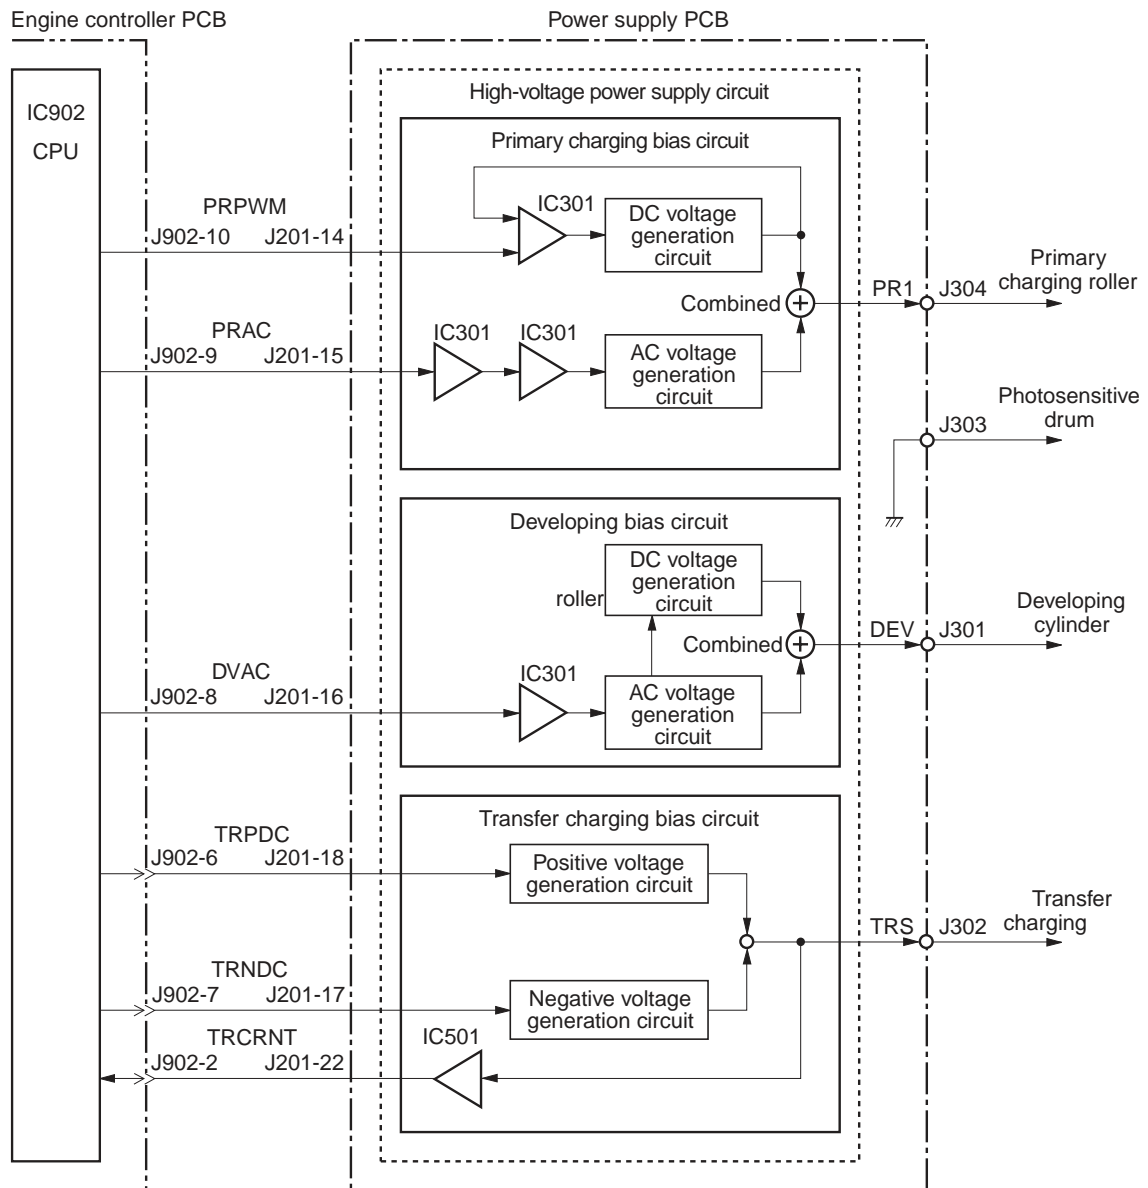 Engine controller PCB
Power supply PCB
IC902
CPU
High-voltage power supply circuit
Primary charging bias circuit
PRPWM
J902-10 J201-14
IC301
DC voltage
generation
circuit
Combined
PR1
J304
Primary
charging roller
PRAC
J902-9 J201-15
IC301
IC301
AC voltage
generation
circuit
J303
Photosensitive
drum
Developing bias circuit
DC voltage
generation
circuit
roller
Combined
DEV
J301
Developing
cylinder
DVAC
J902-8 J201-16
IC301
AC voltage
generation
circuit
Transfer charging bias circuit
TRPDC
J902-6 J201-18
Positive voltage
generation circuit
TRS
J302
Transfer
charging
TRNDC
J902-7 J201-17
Negative voltage
generation circuit
TRCRNT
J902-2 J201-22
IC501